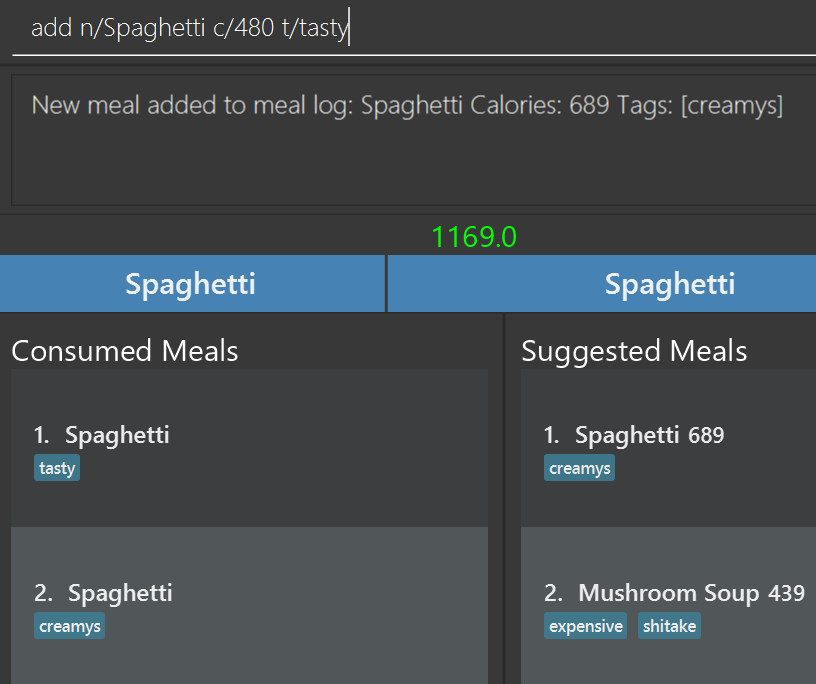 add n/Spaghetti c/480 t/tasty
New meal added to meal log: Spaghetti Calories: 689 Tags: [creamys]
1169.0
Spaghetti
Spaghetti
Consumed Meals
1. Spaghetti
tasty
2. Spaghetti
creamys
Suggested Meals
1. Spaghetti 689
creamys
2. Mushroom Soup 439
expensive shitake